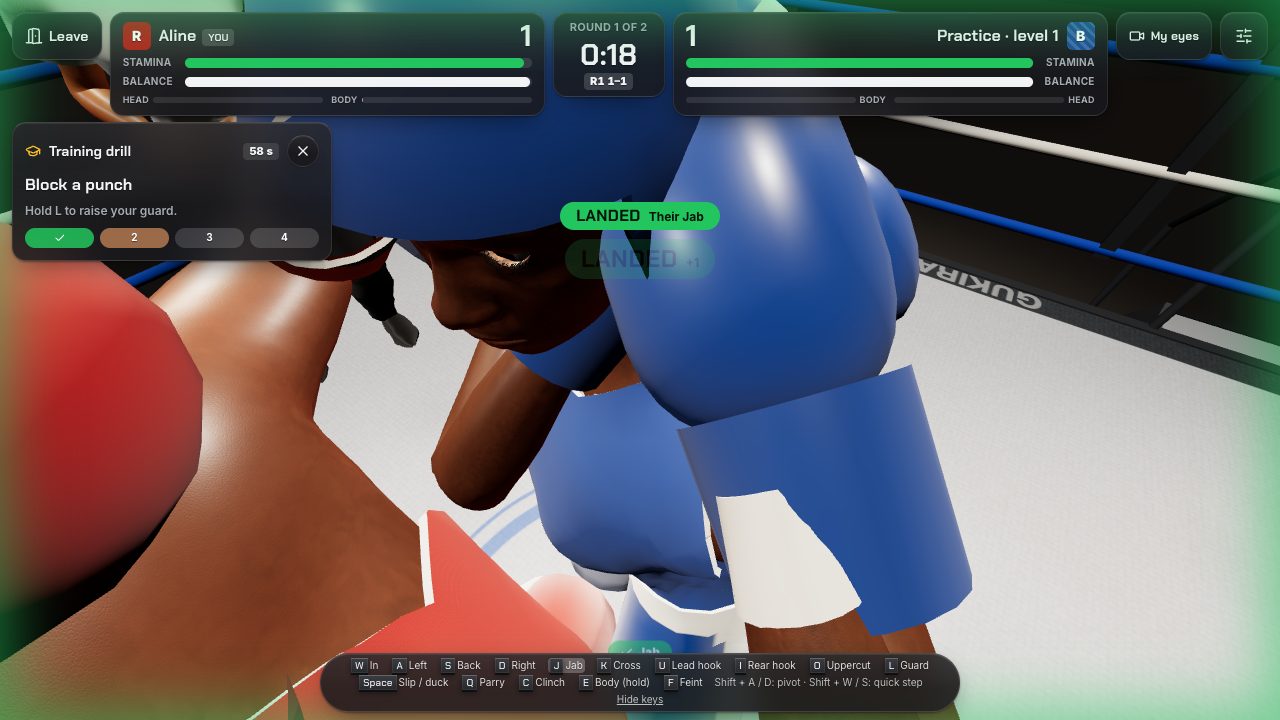 Leave
R Aline YOU 1
STAMINA
BALANCE
HEAD BODY
ROUND 1 OF 2
0:18
R1 1–1
1 Practice · level 1 B
STAMINA
BALANCE
BODY HEAD
My eyes
Training drill 58 s
Block a punch
Hold L to raise your guard.
2 3 4
LANDED Their Jab
LANDED +1
GUKIRA
Jab
W In A Left S Back D Right J Jab K Cross U Lead hook I Rear hook O Uppercut L Guard
Space Slip / duck Q Parry C Clinch E Body (hold) F Feint Shift + A / D: pivot · Shift + W / S: quick step
Hide keys